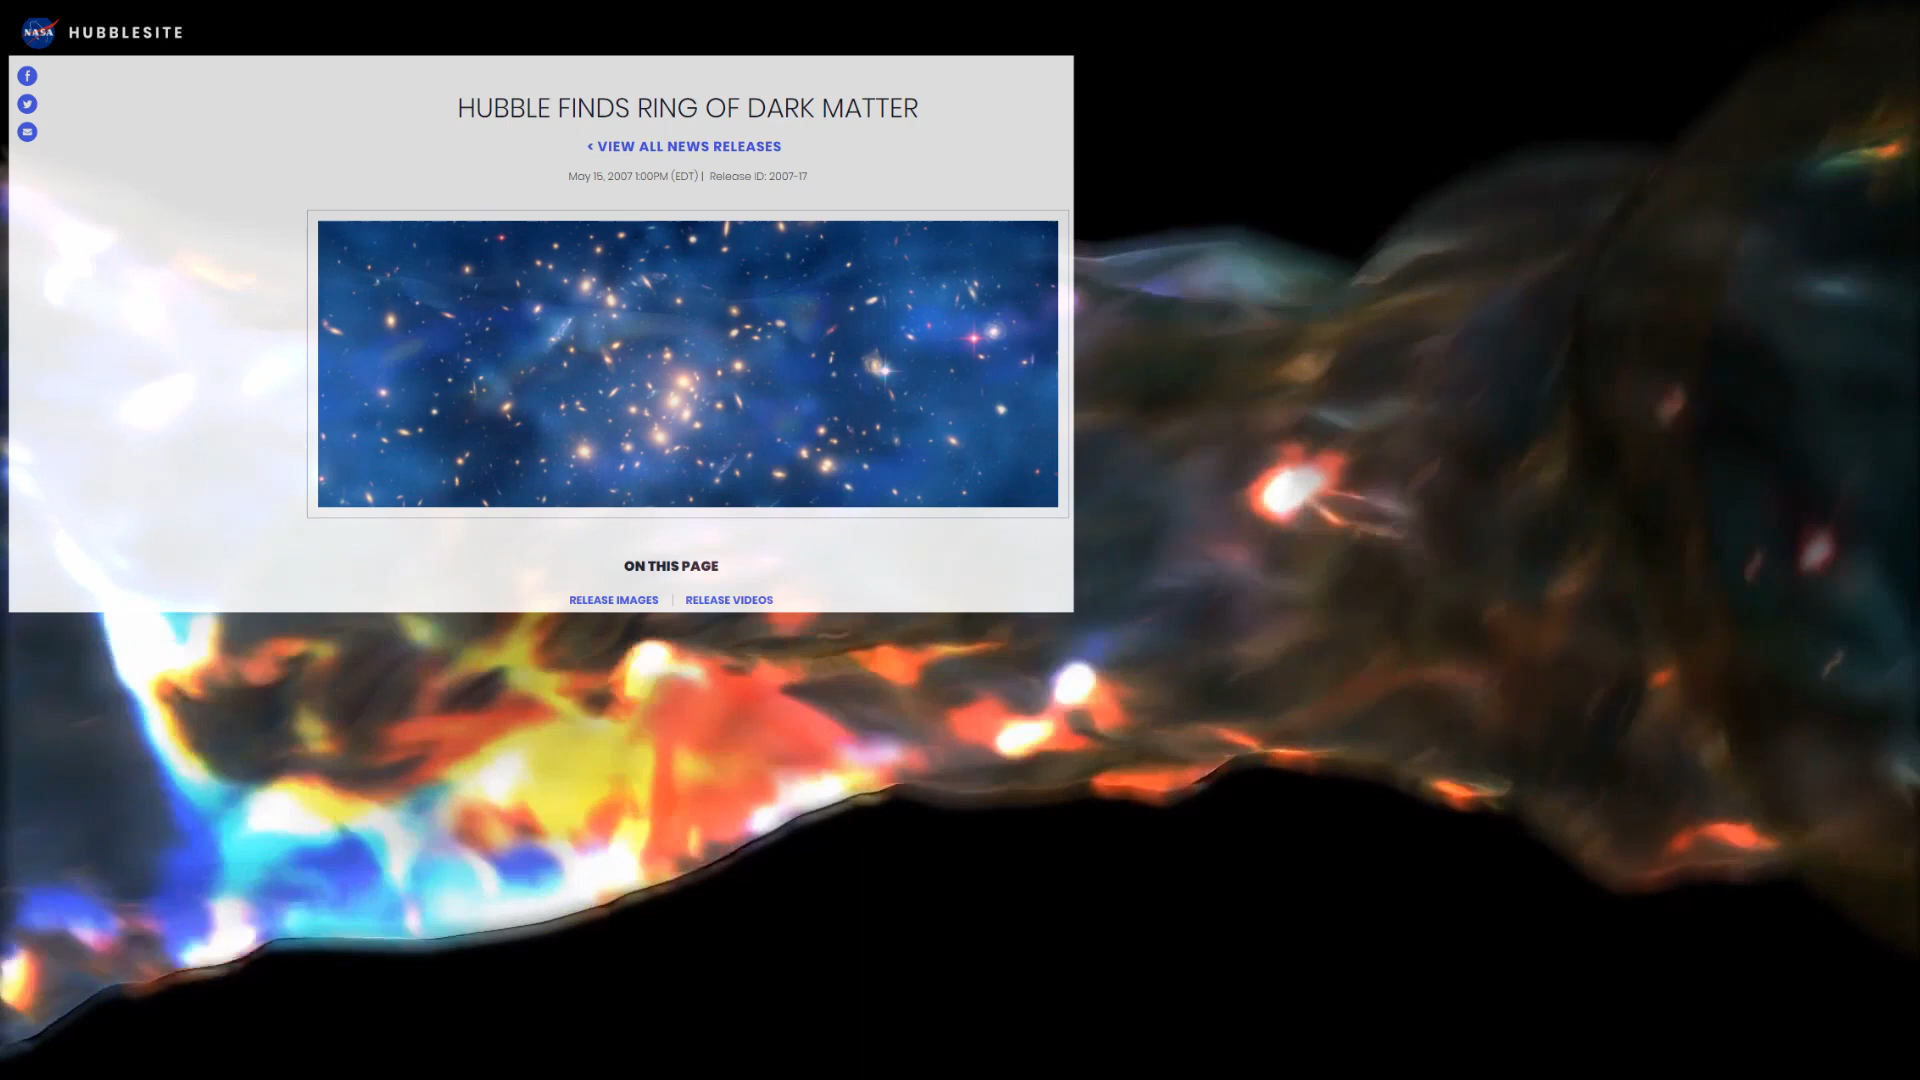 NASA HUBBLESITE
HUBBLE FINDS RING OF DARK MATTER
< VIEW ALL NEWS RELEASES
May 15, 2007 1:00PM (EDT) | Release ID: 2007-17
ON THIS PAGE
RELEASE IMAGES | RELEASE VIDEOS